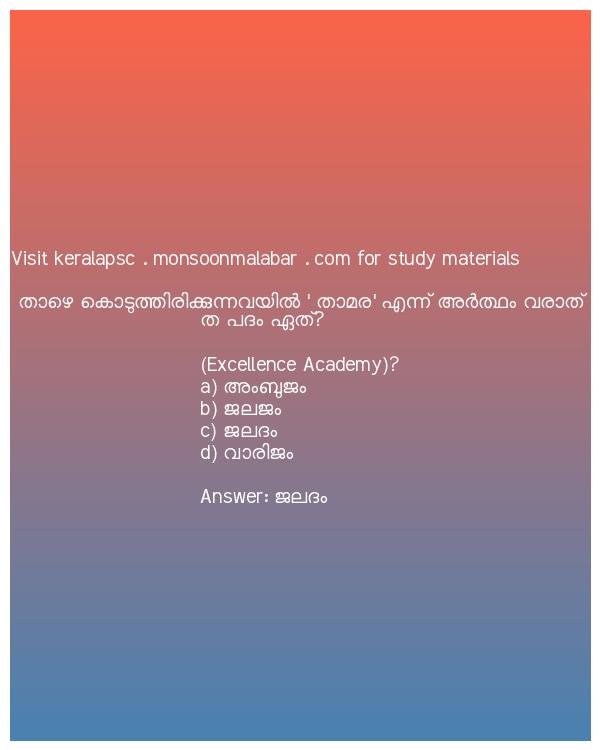 Visit keralapsc . monsoonmalabar . com for study materials
താഴെ കൊടുത്തിരിക്കുന്നവയിൽ ' താമര' എന്ന് അർത്ഥം വരാത്
ത പദം ഏത്?
(Excellence Academy)?
a) അംബുജം
b) ജലജം
c) ജലദം
d) വാരിജം
Answer: ജലദം